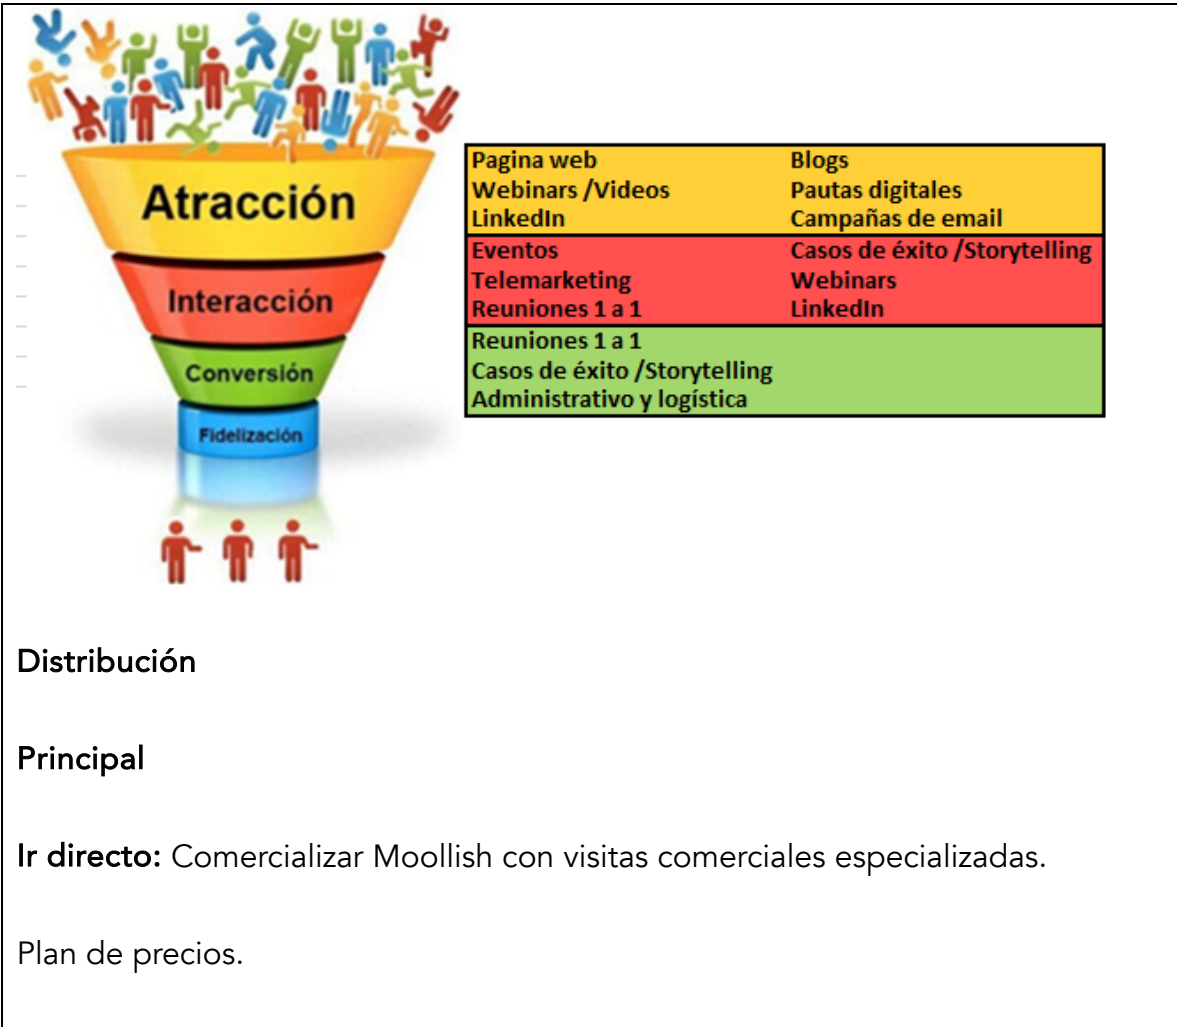 Atracción
Interacción
Conversión
Fidelización
Pagina web Blogs
Webinars /Videos Pautas digitales
LinkedIn Campañas de email
Eventos Casos de éxito /Storytelling
Telemarketing Webinars
Reuniones 1 a 1 LinkedIn
Reuniones 1 a 1
Casos de éxito /Storytelling
Administrativo y logística
Distribución
Principal
Ir directo: Comercializar Moollish con visitas comerciales especializadas.
Plan de precios.